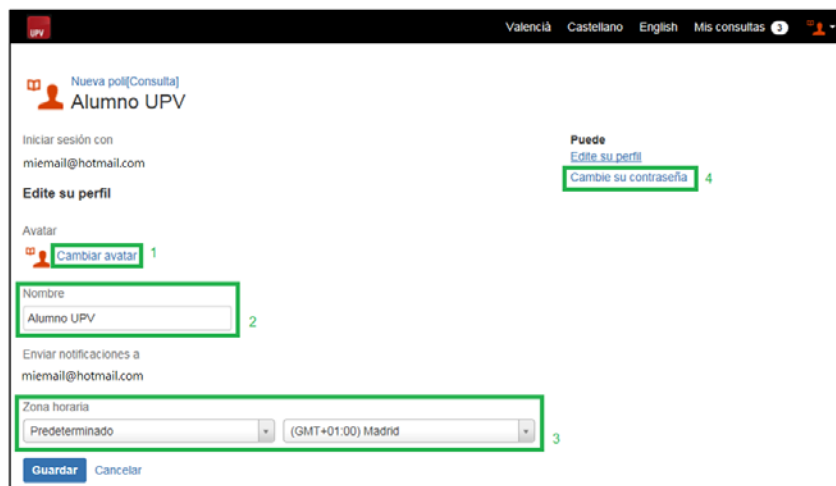 UPV
Valencià Castellano English Mis consultas 3
Nueva poli[Consulta]
Alumno UPV
Iniciar sesión con
miemail@hotmail.com
Edite su perfil
Puede
Edite su perfil
Cambie su contraseña 4
Avatar
Cambiar avatar 1
Nombre
Alumno UPV
2
Enviar notificaciones a
miemail@hotmail.com
Zona horaria
Predeterminado (GMT+01:00) Madrid
3
Guardar Cancelar